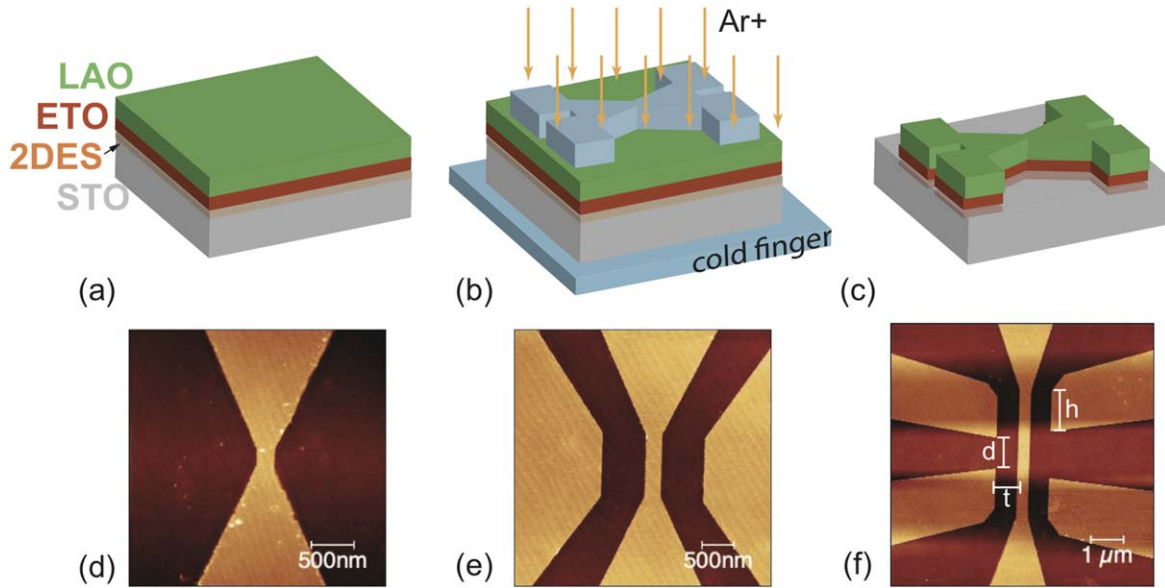 LAO
ETO
2DES
STO
Ar+
cold finger
(a)
(b)
(c)
500nm
500nm
h
d
t
1 μm
(d)
(e)
(f)